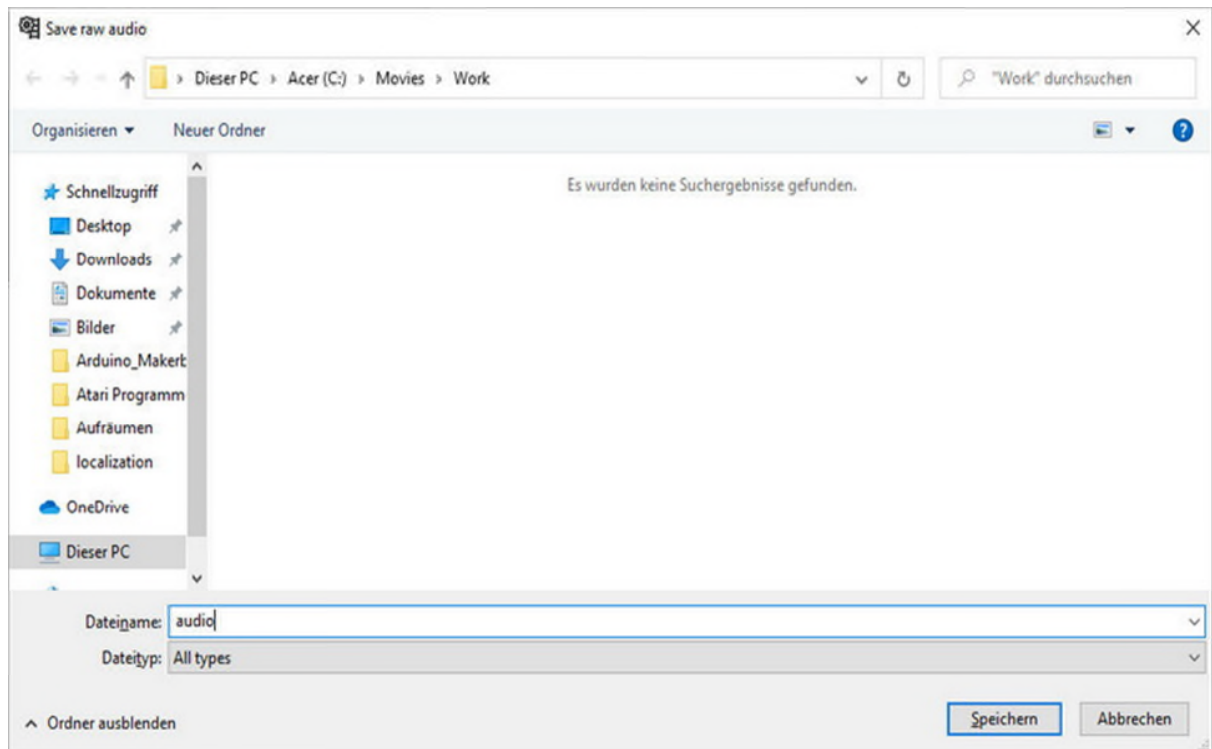 Save raw audio
Dieser PC > Acer (C:) > Movies > Work
"Work" durchsuchen
Organisieren
Neuer Ordner
Es wurden keine Suchergebnisse gefunden.
Schnellzugriff
Desktop
Downloads
Dokumente
Bilder
Arduino_Makerb
Atari Programm
Aufräumen
localization
OneDrive
Dieser PC
Dateiname: audio
Dateityp: All types
Ordner ausblenden
Speichern
Abbrechen